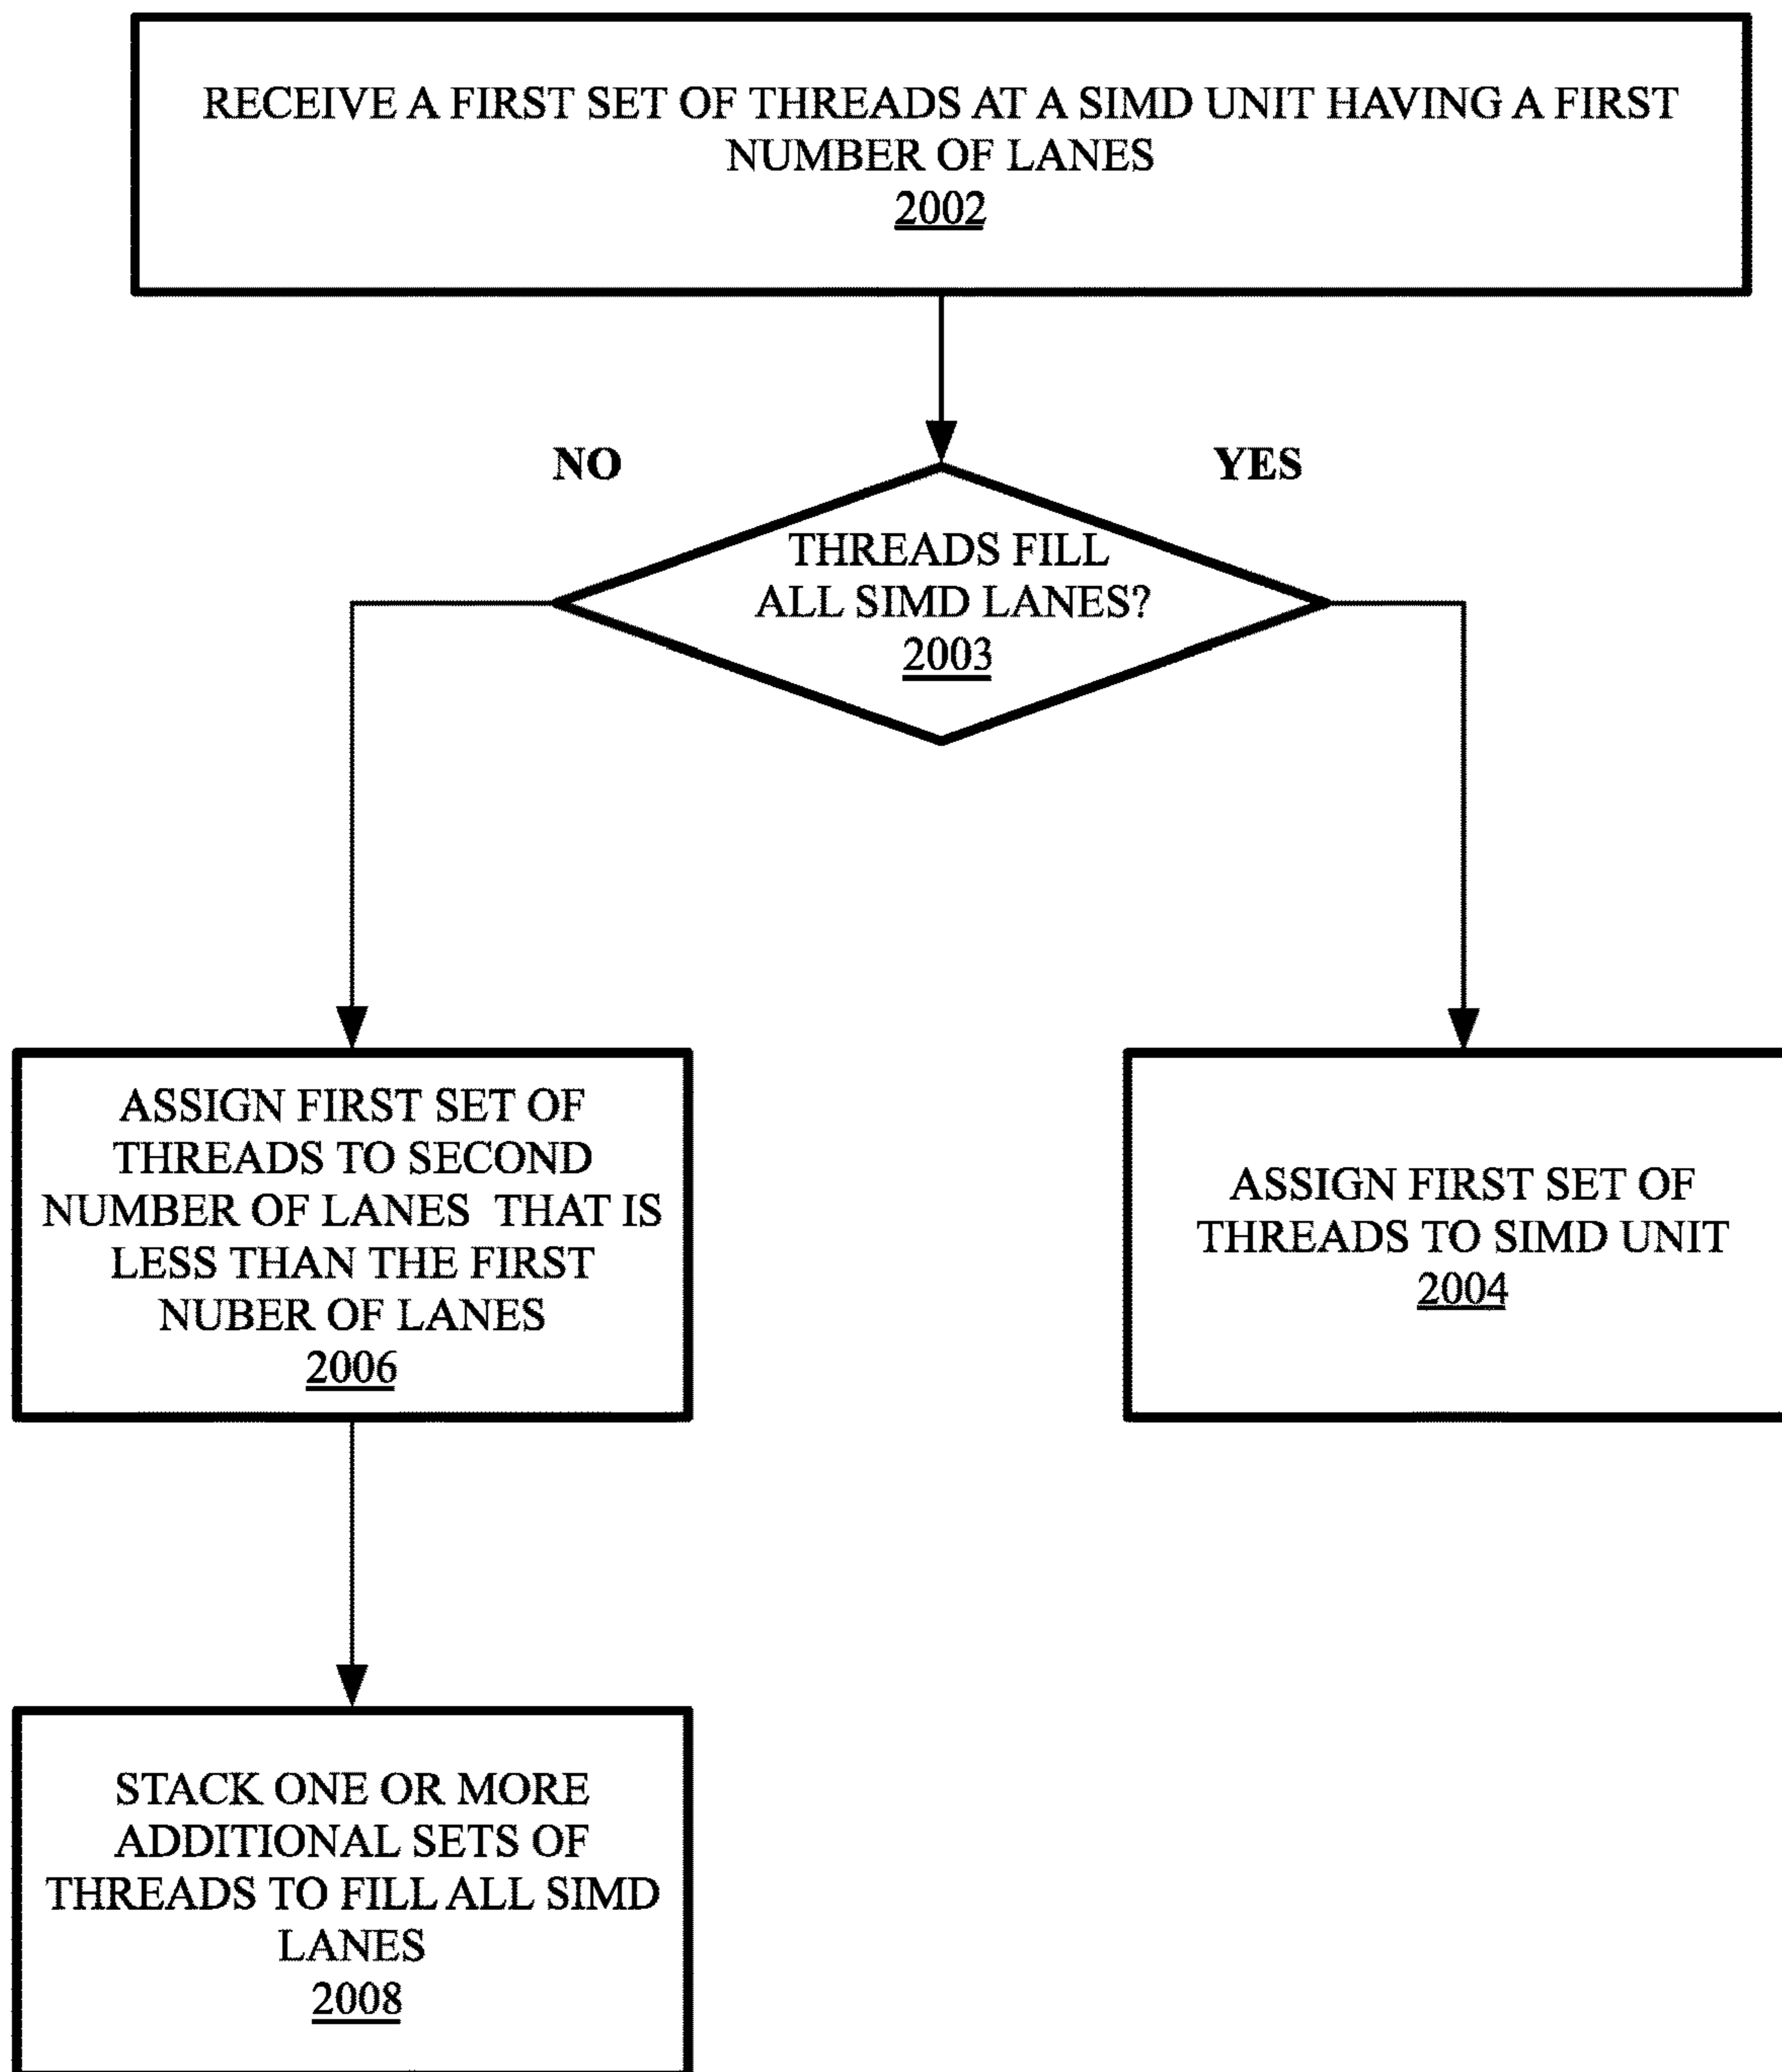 RECEIVE A FIRST SET OF THREADS AT A SIMD UNIT HAVING A FIRST
NUMBER OF LANES
2002
NO
YES
THREADS FILL
ALL SIMD LANES?
2003
ASSIGN FIRST SET OF
THREADS TO SECOND
NUMBER OF LANES THAT IS
LESS THAN THE FIRST
NUBER OF LANES
2006
ASSIGN FIRST SET OF
THREADS TO SIMD UNIT
2004
STACK ONE OR MORE
ADDITIONAL SETS OF
THREADS TO FILL ALL SIMD
LANES
2008